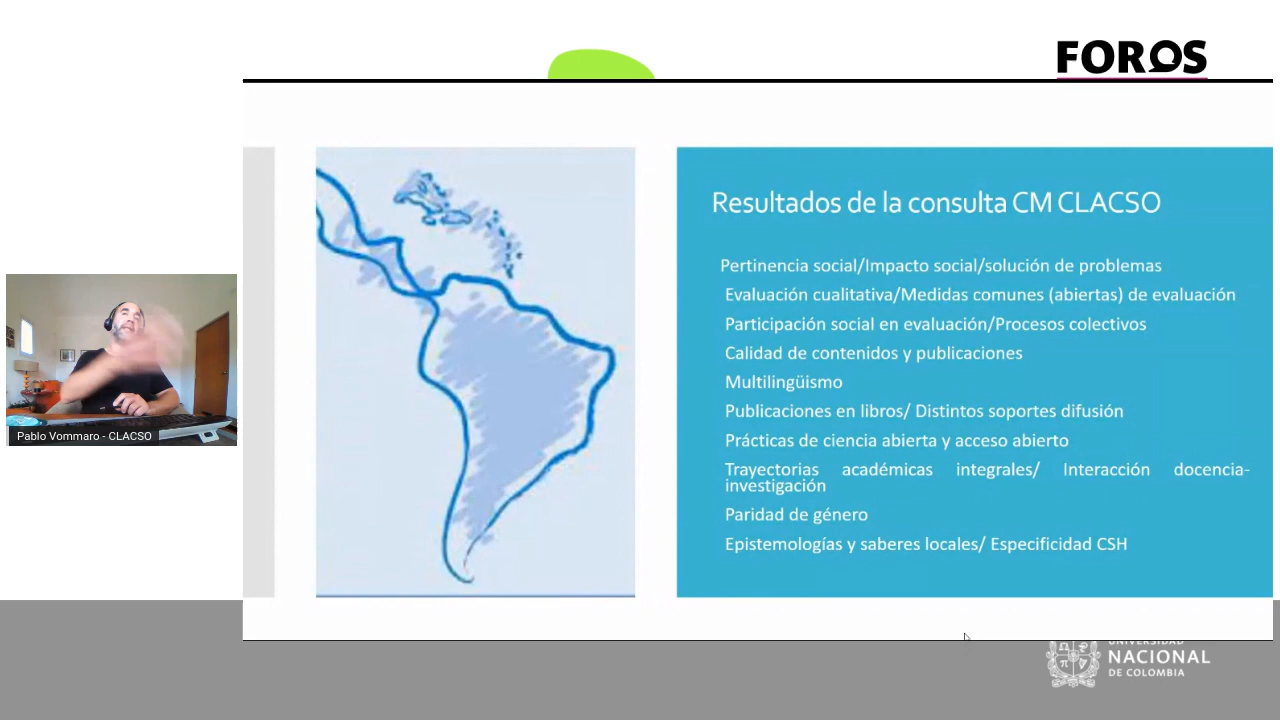 FOROS
Resultados de la consulta CM CLACSO
Pertinencia social/Impacto social/solución de problemas
Evaluación cualitativa/Medidas comunes (abiertas) de evaluación
Participación social en evaluación/Procesos colectivos
Calidad de contenidos y publicaciones
Multilingüismo
Publicaciones en libros/ Distintos soportes difusión
Prácticas de ciencia abierta y acceso abierto
Trayectorias académicas integrales/ Interacción docencia-
investigación
Paridad de género
Epistemologías y saberes locales/ Especificidad CSH
Pablo Vommaro - CLACSO
UNIVERSIDAD
NACIONAL
DE COLOMBIA